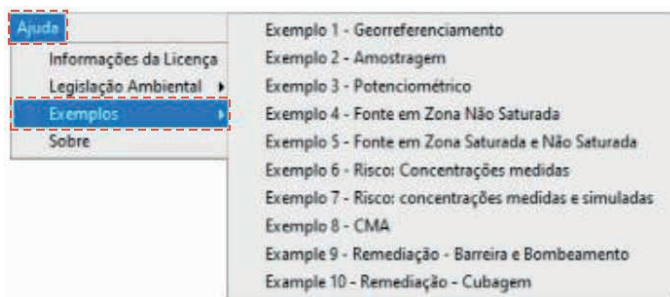 Ajuda
Informações da Licença
Legislação Ambiental
Exemplos
Sobre
Exemplo 1 - Georreferenciamento
Exemplo 2 - Amostragem
Exemplo 3 - Potenciométrico
Exemplo 4 - Fonte em Zona Não Saturada
Exemplo 5 - Fonte em Zona Saturada e Não Saturada
Exemplo 6 - Risco: Concentrações medidas
Exemplo 7 - Risco: concentrações medidas e simuladas
Exemplo 8 - CMA
Example 9 - Remediação - Barreira e Bombeamento
Example 10 - Remediação - Cubagem